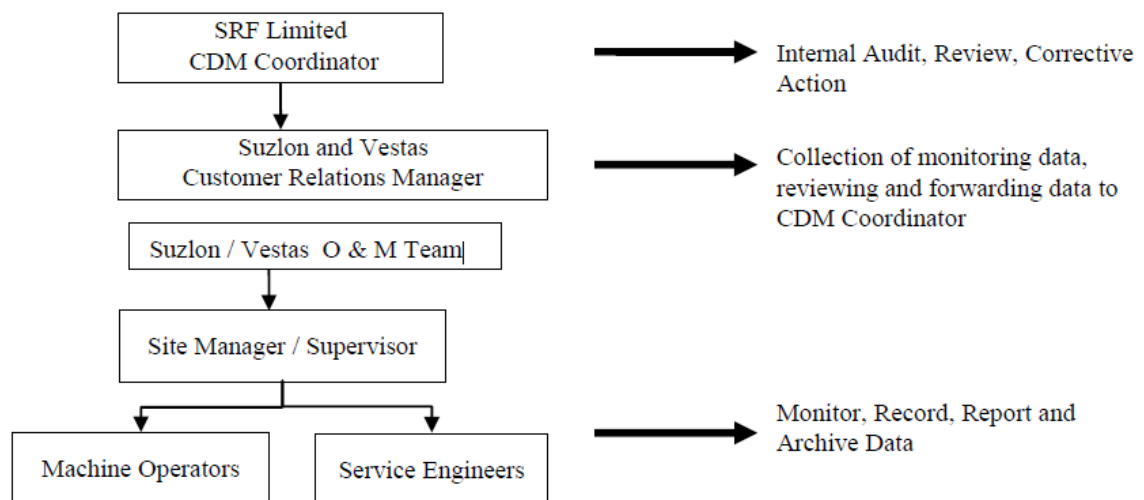 SRF Limited
CDM Coordinator
Internal Audit, Review, Corrective
Action
Suzlon and Vestas
Customer Relations Manager
Collection of monitoring data,
reviewing and forwarding data to
CDM Coordinator
Suzlon / Vestas O & M Team
Site Manager / Supervisor
Monitor, Record, Report and
Archive Data
Machine Operators
Service Engineers